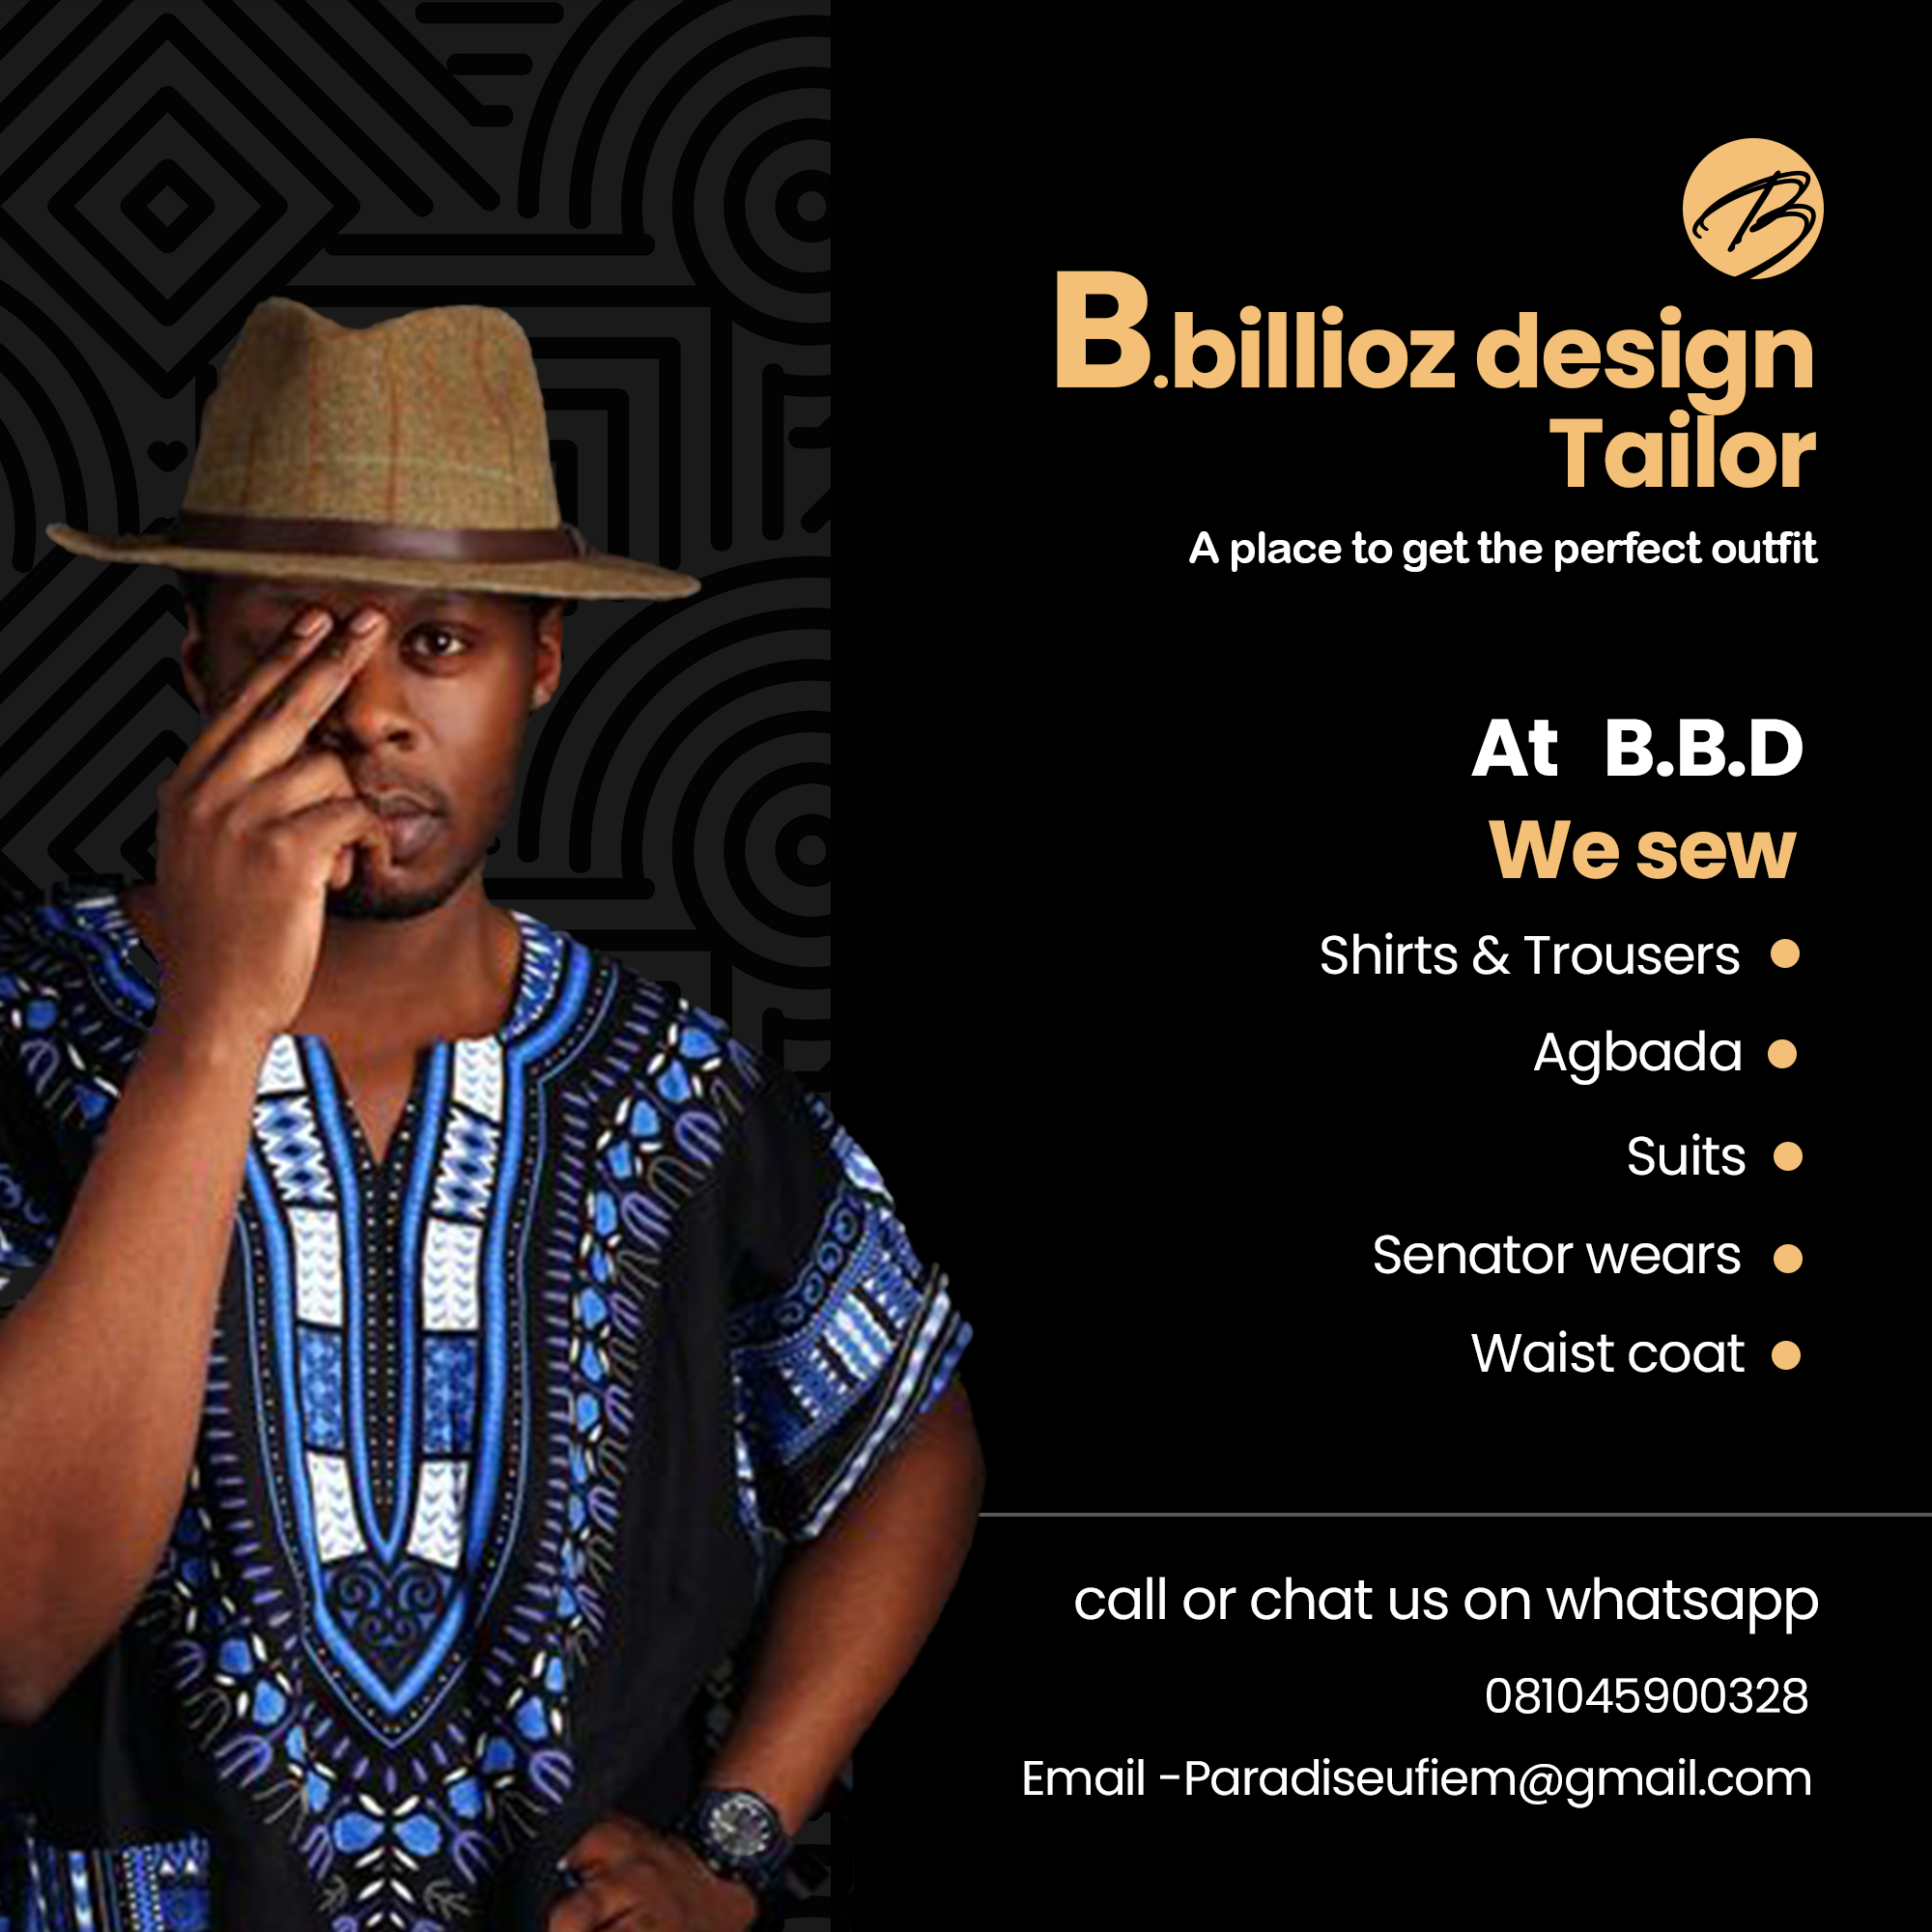 B
B.billioz design
Tailor
A place to get the perfect outfit
At B.B.D
We sew
Shirts & Trousers
Agbada
Suits
Senator wears
Waist coat
call or chat us on whatsapp
081045900328
Email -Paradiseufiem@gmail.com